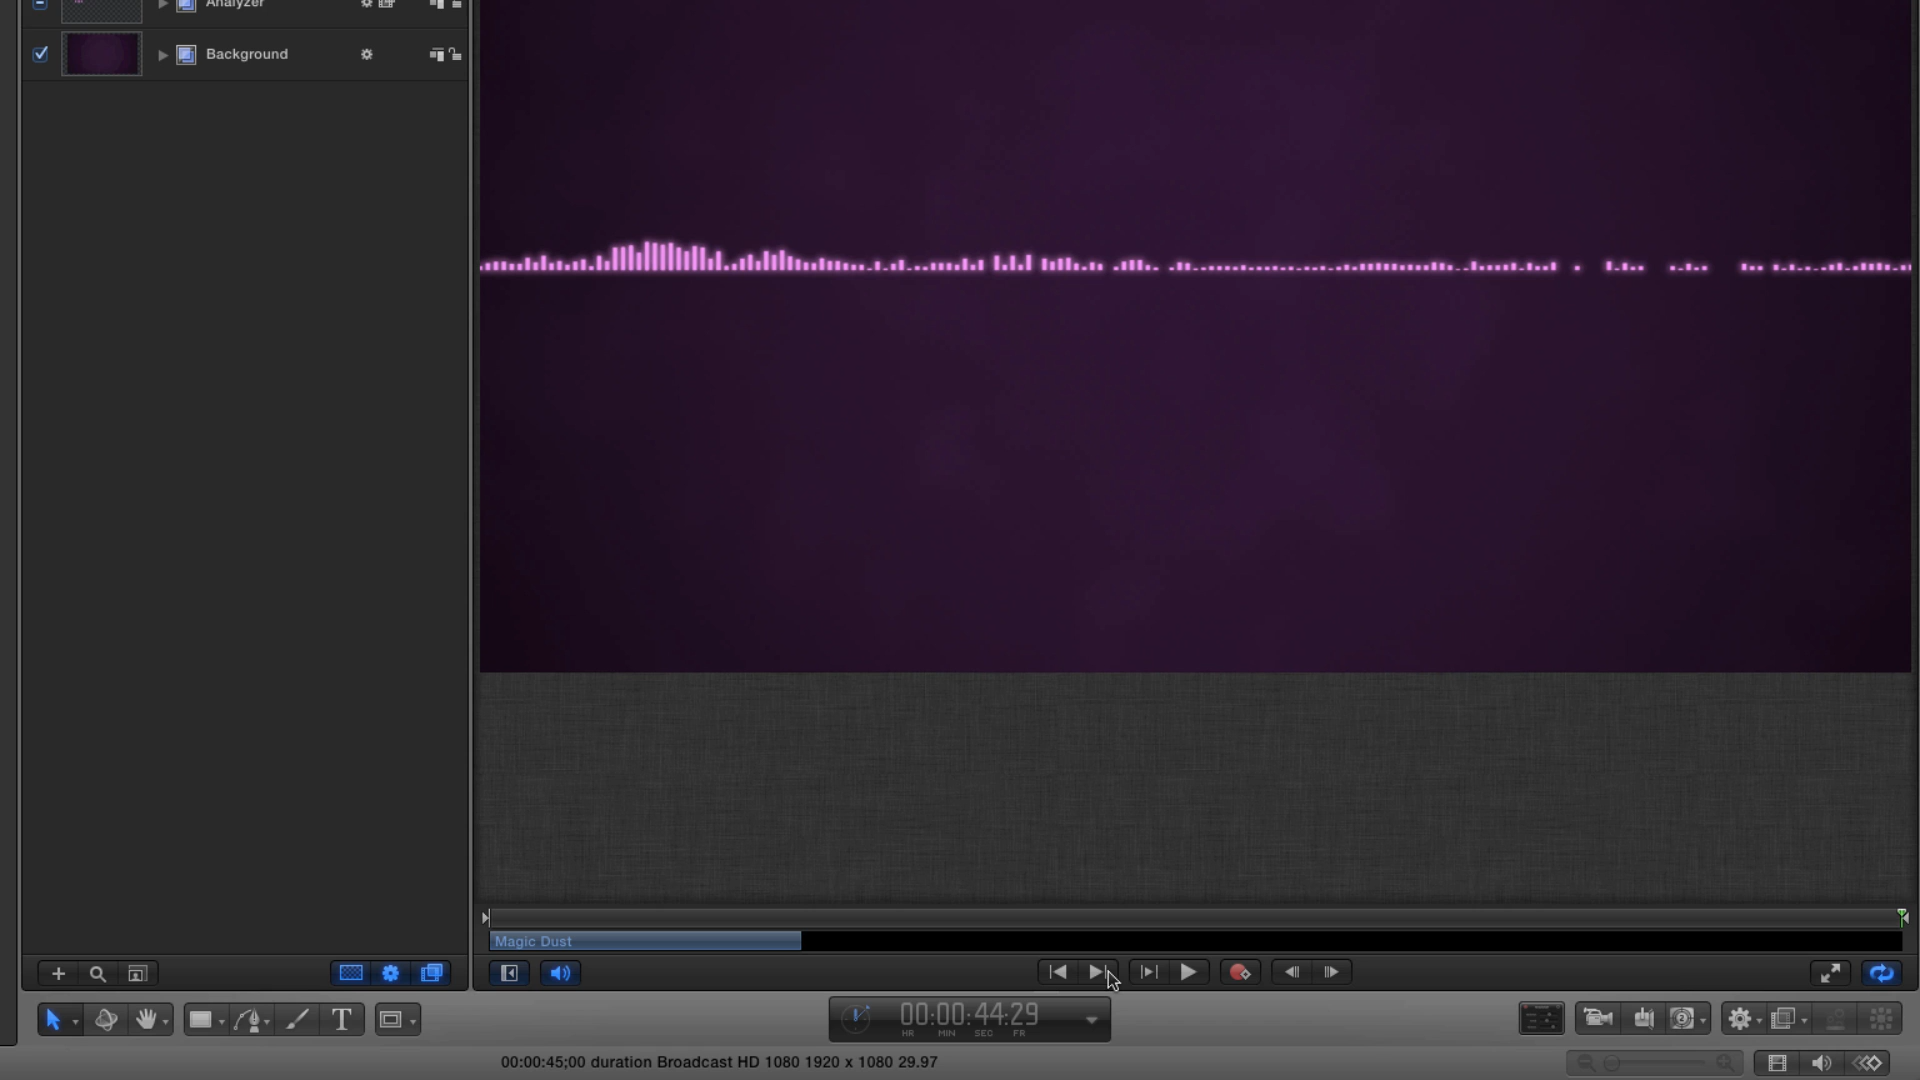 Analyzer
Background
Magic Dust
T
00:00:44:29
HR MIN SEC FR
00:00:45;00 duration Broadcast HD 1080 1920 x 1080 29.97